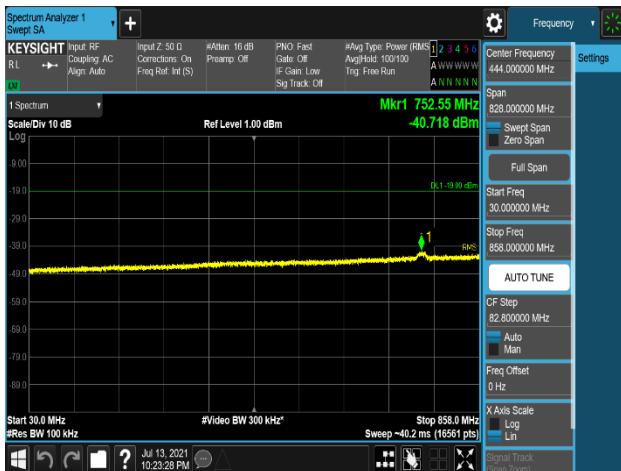 Spectrum Analyzer 1
Swept SA
Frequency
KEYSIGHT
RL
Input: RF
Coupling: AC
Align: Auto
Input Z: 50 Ω
Corrections: On
Freq Ref: Int (S)
#Atten: 16 dB
Preamp: Off
PNO: Fast
Gate: Off
IF Gain: Low
Sig Track: Off
#Avg Type: Power (RMS
Avg|Hold: 100/100
Trig: Free Run
1 2 3 4 5 6
A W W W W W
A N N N N N
1 Spectrum
Scale/Div 10 dB
Log
Ref Level 1.00 dBm
Mkr1 752.55 MHz
-40.718 dBm
-9.00
-19.0
-29.0
-39.0
-49.0
-59.0
-69.0
-79.0
-89.0
DL1 -19.00 dBm
1
RMS
Start 30.0 MHz
#Res BW 100 kHz
#Video BW 300 kHz*
Stop 858.0 MHz
Sweep ~40.2 ms (16561 pts)
Jul 13, 2021
10:23:28 PM
Center Frequency
444.000000 MHz
Span
828.000000 MHz
Swept Span
Zero Span
Full Span
Start Freq
30.000000 MHz
Stop Freq
858.000000 MHz
AUTO TUNE
CF Step
82.800000 MHz
Auto
Man
Freq Offset
0 Hz
X Axis Scale
Log
Lin
Signal Track
(Span Zoom)
Settings